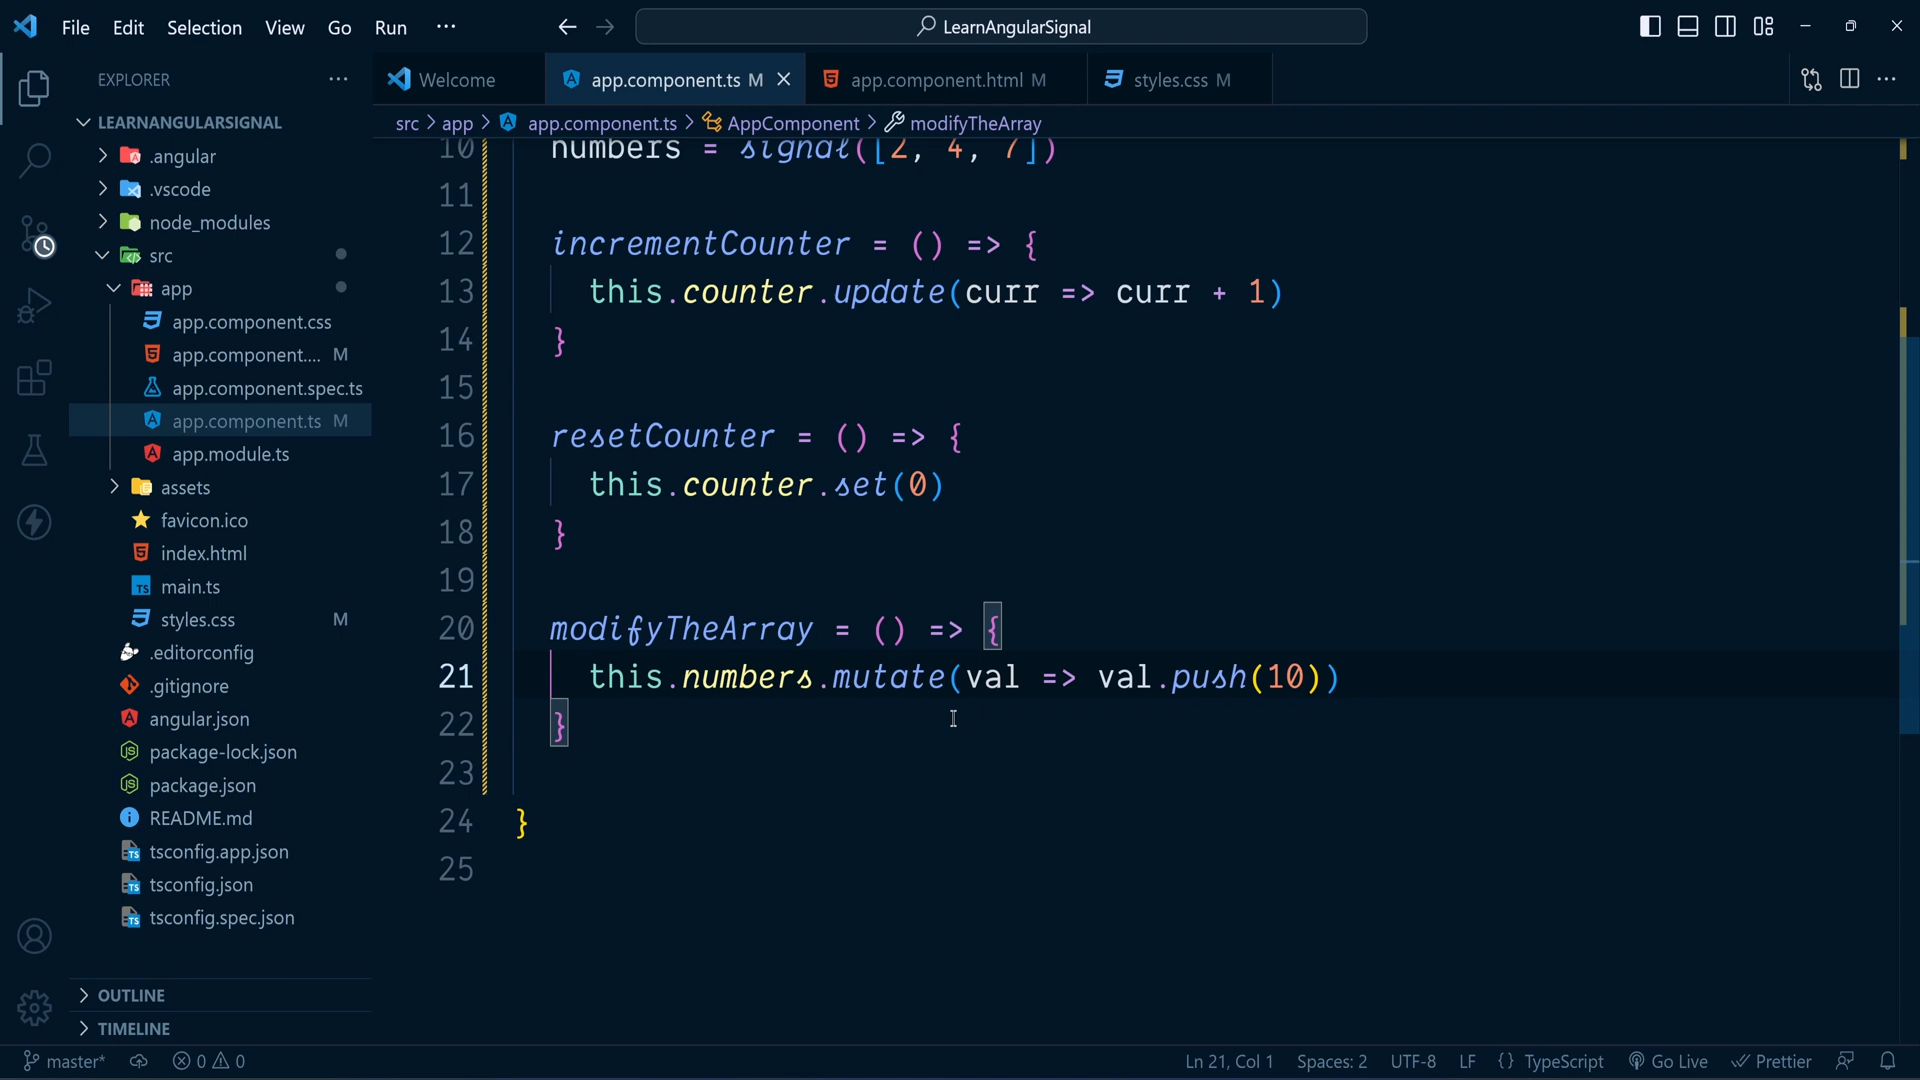 File Edit Selection View Go Run ···
LearnAngularSignal
EXPLORER ···
LEARNANGULARSIGNAL
.angular
.vscode
node_modules
src
app
app.component.css
app.component.... M
app.component.spec.ts
app.component.ts M
app.module.ts
assets
favicon.ico
index.html
TS main.ts
styles.css M
.editorconfig
.gitignore
angular.json
package-lock.json
package.json
README.md
tsconfig.app.json
tsconfig.json
tsconfig.spec.json
OUTLINE
TIMELINE
Welcome app.component.ts M app.component.html M styles.css M
src > app > app.component.ts > AppComponent > modifyTheArray
10 numbers = signal([2, 4, 7])
11
12 incrementCounter = () => {
13 this.counter.update(curr => curr + 1)
14 }
15
16 resetCounter = () => {
17 this.counter.set(0)
18 }
19
20 modifyTheArray = () => {
21 this.numbers.mutate(val => val.push(10))
22 }
23
24 }
25
master* 0 0 Ln 21, Col 1 Spaces: 2 UTF-8 LF {} TypeScript Go Live Prettier